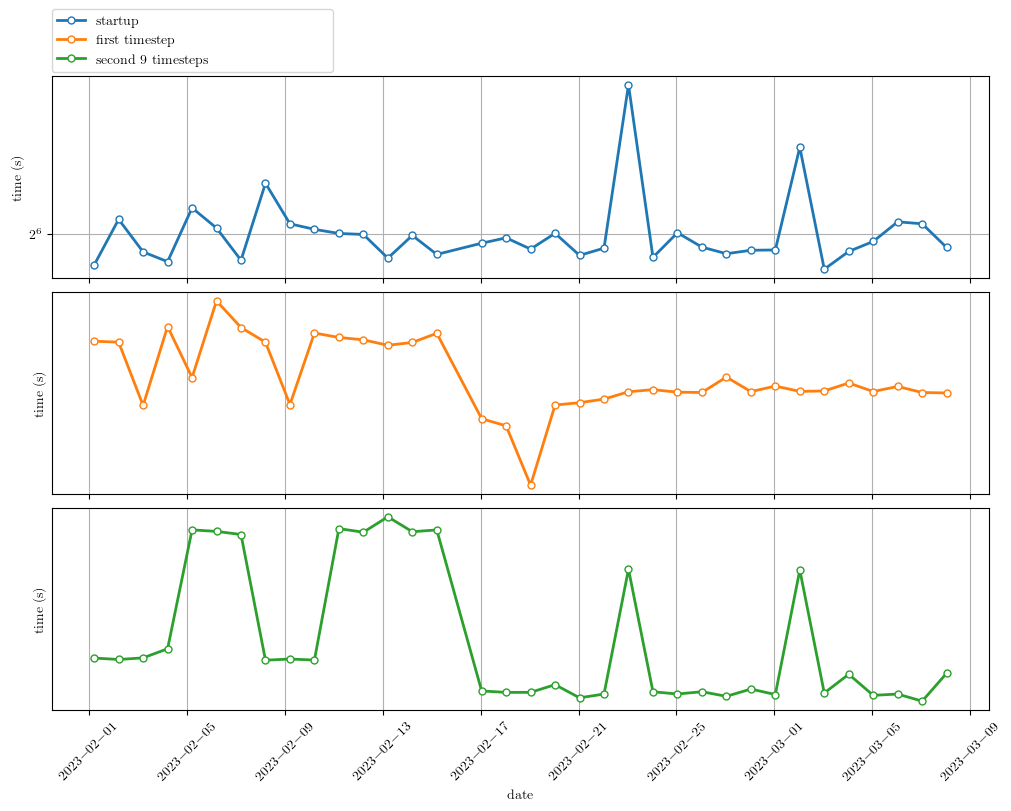 startup
first timestep
second 9 timesteps
time (s)
2^6
time (s)
time (s)
2023−02−01
2023−02−05
2023−02−09
2023−02−13
2023−02−17
2023−02−21
2023−02−25
2023−03−01
2023−03−05
2023−03−09
date